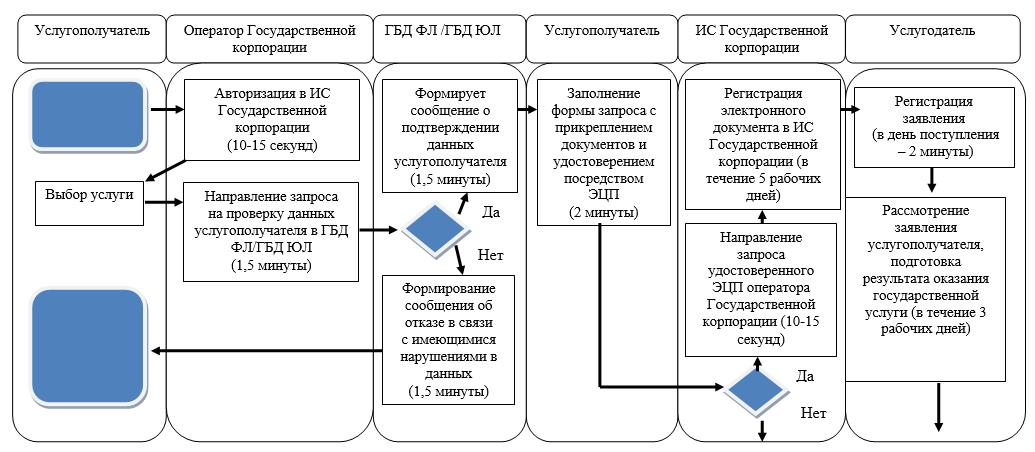 Услугополучатель
Оператор Государственной
корпорации
ГБД ФЛ /ГБД ЮЛ
Услугополучатель
ИС Государственной
корпорации
Услугодатель
Авторизация в ИС
Государственной
корпорации
(10-15 секунд)
Выбор услуги
Направление запроса
на проверку данных
услугополучателя в ГБД
ФЛ/ГБД ЮЛ
(1,5 минуты)
Формирует
сообщение о
подтверждении
данных
услугополучателя
(1,5 минуты)
Да
Нет
Формирование
сообщения об
отказе в связи
с имеющимися
нарушениями в
данных
(1,5 минуты)
Заполнение
формы запроса с
прикреплением
документов и
удостоверением
посредством
ЭЦП
(2 минуты)
Регистрация
электронного
документа в ИС
Государственной
корпорации (в
течение 5 рабочих
дней)
Направление
запроса
удостоверенного
ЭЦП оператора
Государственной
корпорации (10-15
секунд)
Да
Нет
Регистрация
заявления
(в день поступления
– 2 минуты)
Рассмотрение
заявления
услугополучателя,
подготовка
результата оказания
государственной
услуги (в течение 3
рабочих дней)